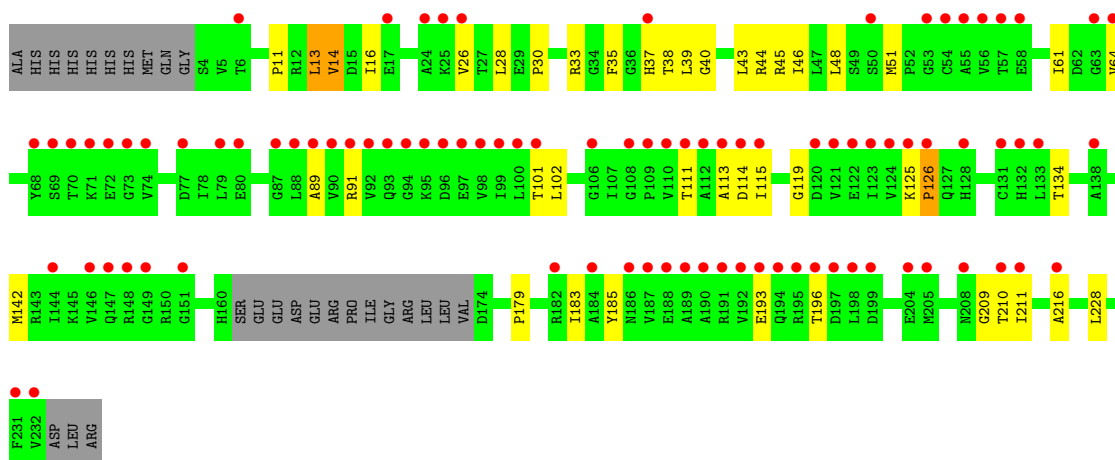 ALA HIS HIS HIS HIS HIS HIS MET GLN GLY S4 V5 T6 P11 R12 L13 V14 D15 I16 E17 A24 K25 V26 T27 L28 E29 P30 R33 G34 F35 G36 H37 T38 L39 G40 L43 R44 R45 I46 L47 L48 S49 S50 M51 P52 G53 C54 A55 V56 T57 E58 I61 D62 G63 V64
Y68 S69 T70 K71 E72 G73 V74 D77 I78 L79 E80 G87 L88 A89 V90 R91 V92 Q93 G94 K95 D96 E97 V98 I99 L100 T101 L102 G106 I107 G108 P109 V110 T111 A112 A113 D114 I115 G119 D120 V121 E122 I123 V124 K125 P126 Q127 H128 C131 H132 L133 T134 A138
M142 R143 I144 K145 V146 Q147 R148 G149 R150 G151 H160 SER GLU GLU ASP GLU ARG PRO ILE GLY ARG LEU LEU VAL D174 P179 R182 I183 A184 Y185 N186 V187 E188 A189 A190 R191 V192 E193 Q194 R195 T196 D197 L198 D199 E204 M205 N208 G209 T210 I211 A216 L228
F231 V232 ASP LEU ARG